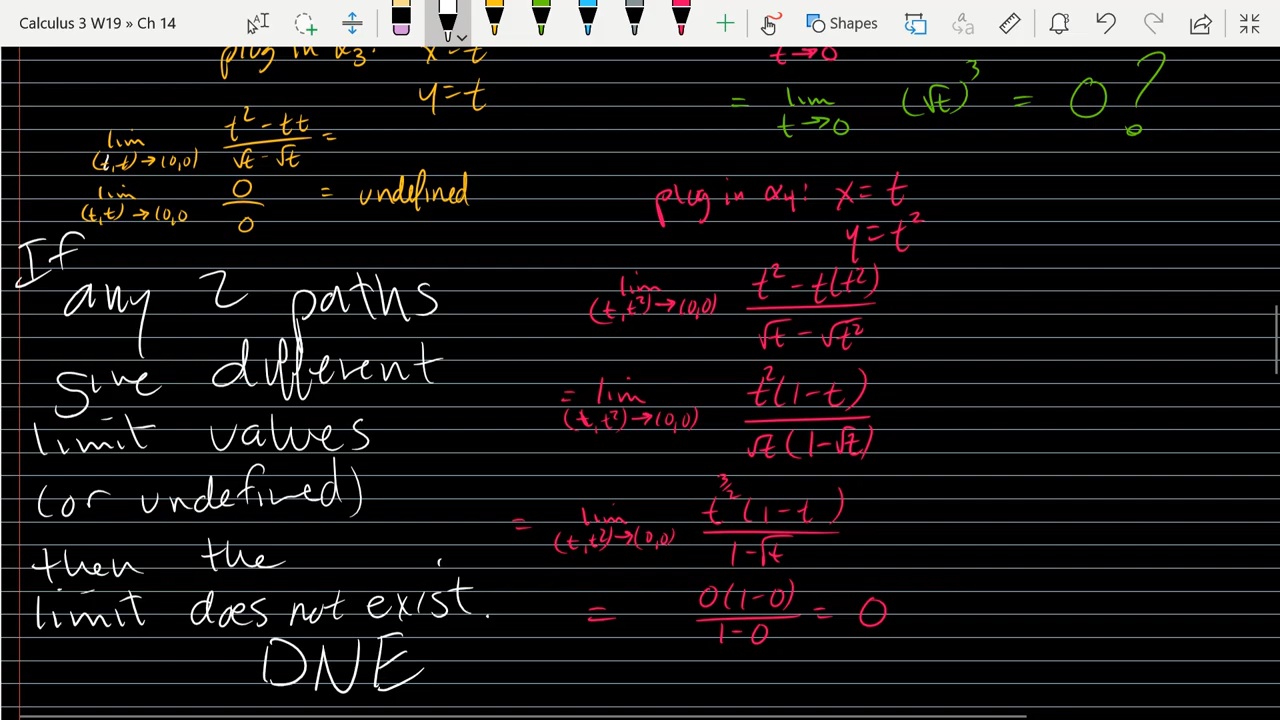 Calculus 3 W19 » Ch 14
Shapes
plug in α3: x = t
y = t
lim (t,t)→(0,0) t² - tt / √t - √t =
lim (t,t)→(0,0 0 / 0 = undefined
If
any 2 paths
give different
limit values
(or undefined)
then the
limit does not exist.
DNE
t→0
= lim t→0 (√t)³ = 0?
plug in α4: x = t
y = t²
lim (t,t²)→(0,0) t² - t(t²) / √t - √t²
= lim (t,t²)→(0,0) t²(1-t) / √t(1-√t)
= lim (t,t²)→(0,0) t^3/2 (1-t) / 1-√t
= 0(1-0) / 1-0 = 0